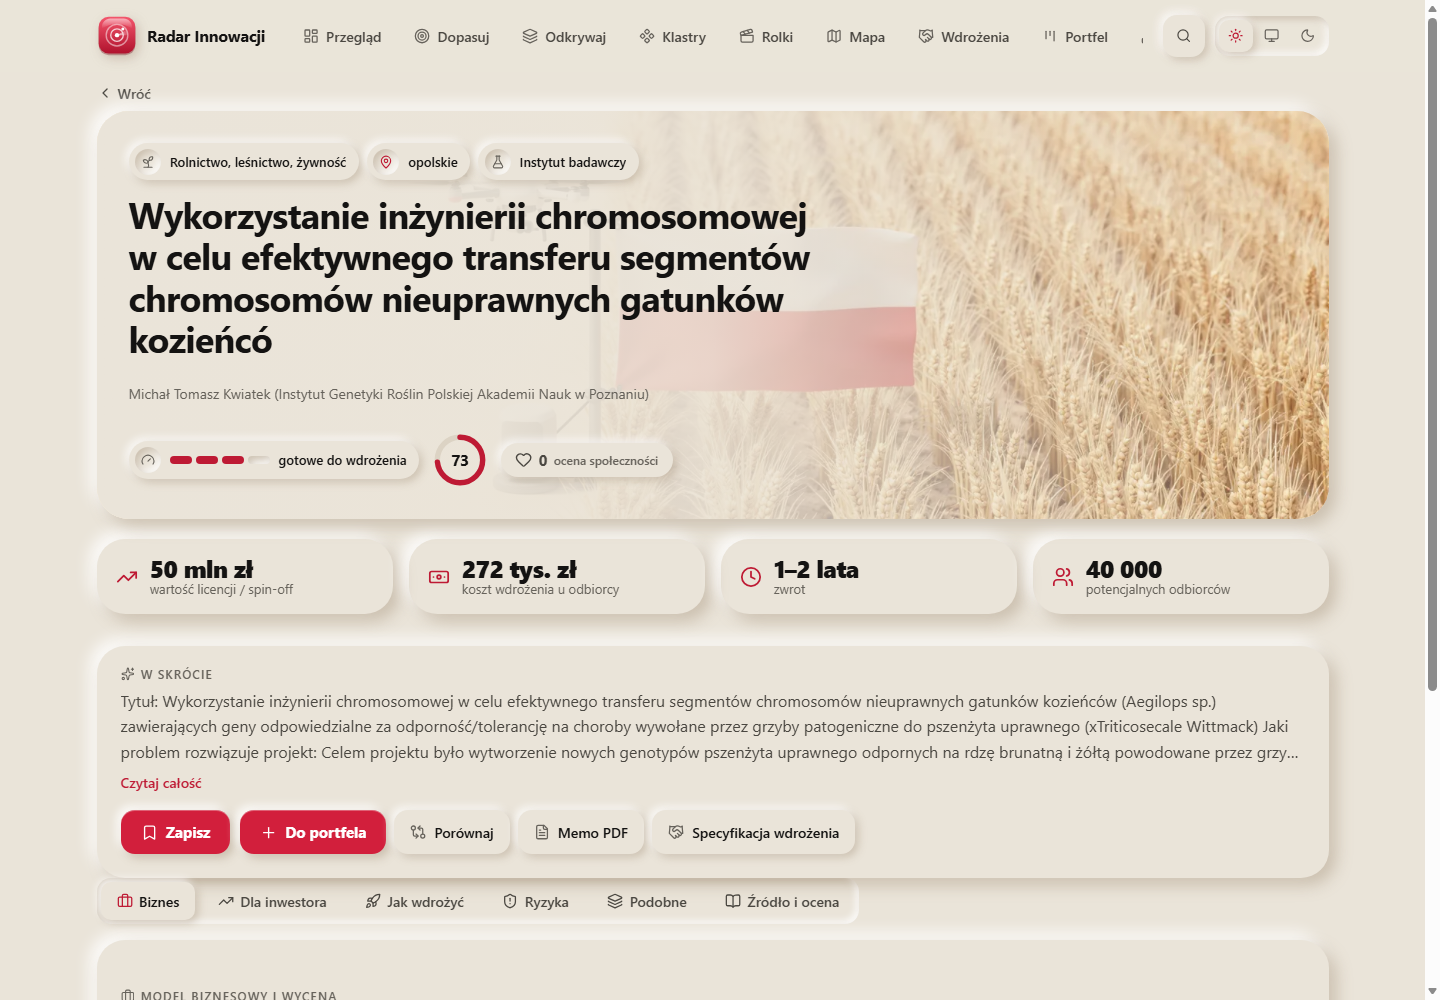 Radar Innowacji
Przegląd
Dopasuj
Odkrywaj
Klastry
Rolki
Mapa
Wdrożenia
Portfel
Wróć
Rolnictwo, leśnictwo, żywność
opolskie
Instytut badawczy
Wykorzystanie inżynierii chromosomowej
w celu efektywnego transferu segmentów
chromosomów nieuprawnych gatunków
kozieńcó
Michał Tomasz Kwiatek (Instytut Genetyki Roślin Polskiej Akademii Nauk w Poznaniu)
gotowe do wdrożenia
73
0 ocena społeczności
50 mln zł
wartość licencji / spin-off
272 tys. zł
koszt wdrożenia u odbiorcy
1–2 lata
zwrot
40 000
potencjalnych odbiorców
W SKRÓCIE
Tytuł: Wykorzystanie inżynierii chromosomowej w celu efektywnego transferu segmentów chromosomów nieuprawnych gatunków kozieńców (Aegilops sp.)
zawierających geny odpowiedzialne za odporność/tolerancję na choroby wywołane przez grzyby patogeniczne do pszenżyta uprawnego (xTriticosecale Wittmack) Jaki
problem rozwiązuje projekt: Celem projektu było wytworzenie nowych genotypów pszenżyta uprawnego odpornych na rdzę brunatną i żółtą powodowane przez grzy...
Czytaj całość
Zapisz
Do portfela
Porównaj
Memo PDF
Specyfikacja wdrożenia
Biznes
Dla inwestora
Jak wdrożyć
Ryzyka
Podobne
Źródło i ocena
MODEL BIZNESOWY I WYCENA